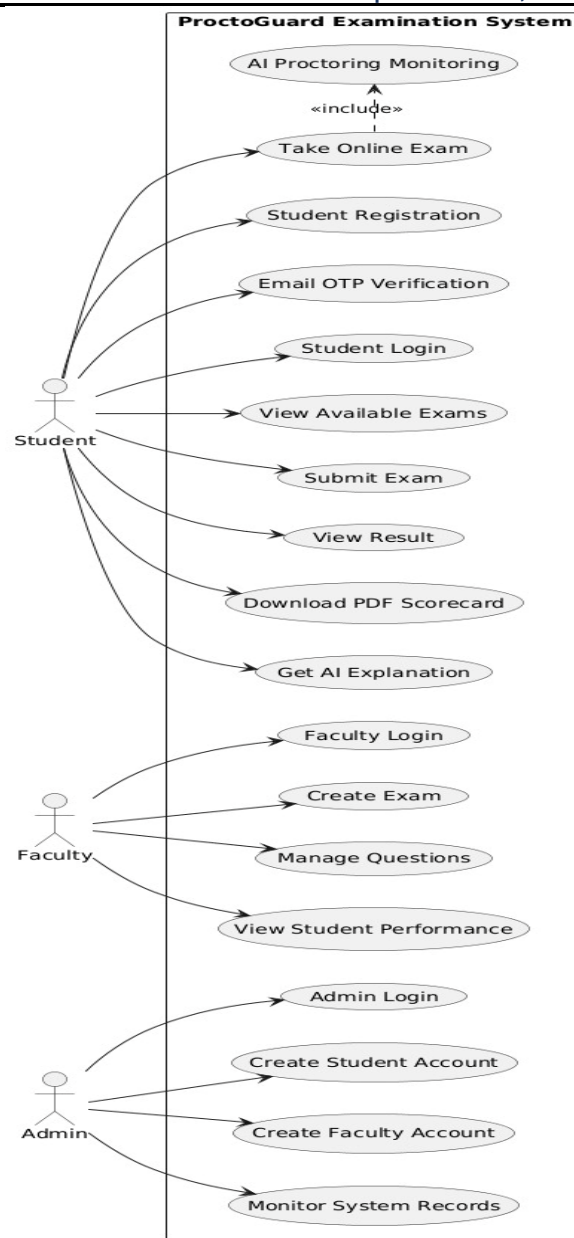 ProctoGuard Examination System
AI Proctoring Monitoring
«include»
Take Online Exam
Student Registration
Email OTP Verification
Student Login
View Available Exams
Student
Submit Exam
View Result
Download PDF Scorecard
Get AI Explanation
Faculty Login
Create Exam
Faculty
Manage Questions
View Student Performance
Admin Login
Create Student Account
Admin
Create Faculty Account
Monitor System Records